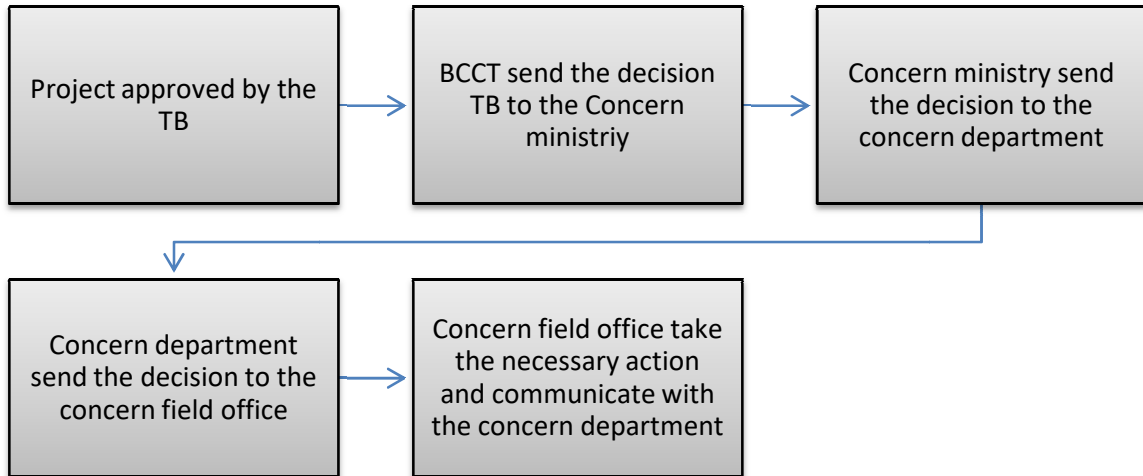 Project approved by the
TB
BCCT send the decision
TB to the Concern
ministriy
Concern ministry send
the decision to the
concern department
Concern department
send the decision to the
concern field office
Concern field office take
the necessary action
and communicate with
the concern department